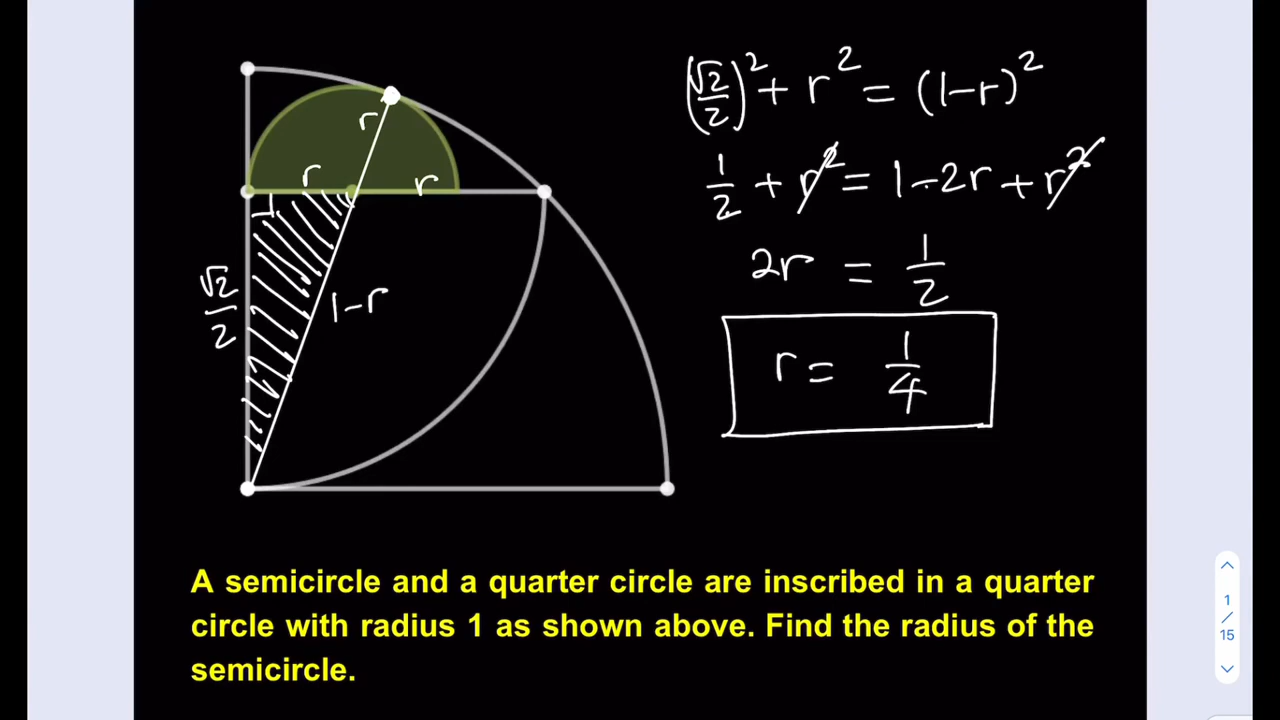 (√2/2)² + r² = (1-r)²
1/2 + r² = 1-2r + r²
2r = 1/2
r = 1/4
r
r
r
√2/2
1-r
A semicircle and a quarter circle are inscribed in a quarter
circle with radius 1 as shown above. Find the radius of the
semicircle.
1
/
15